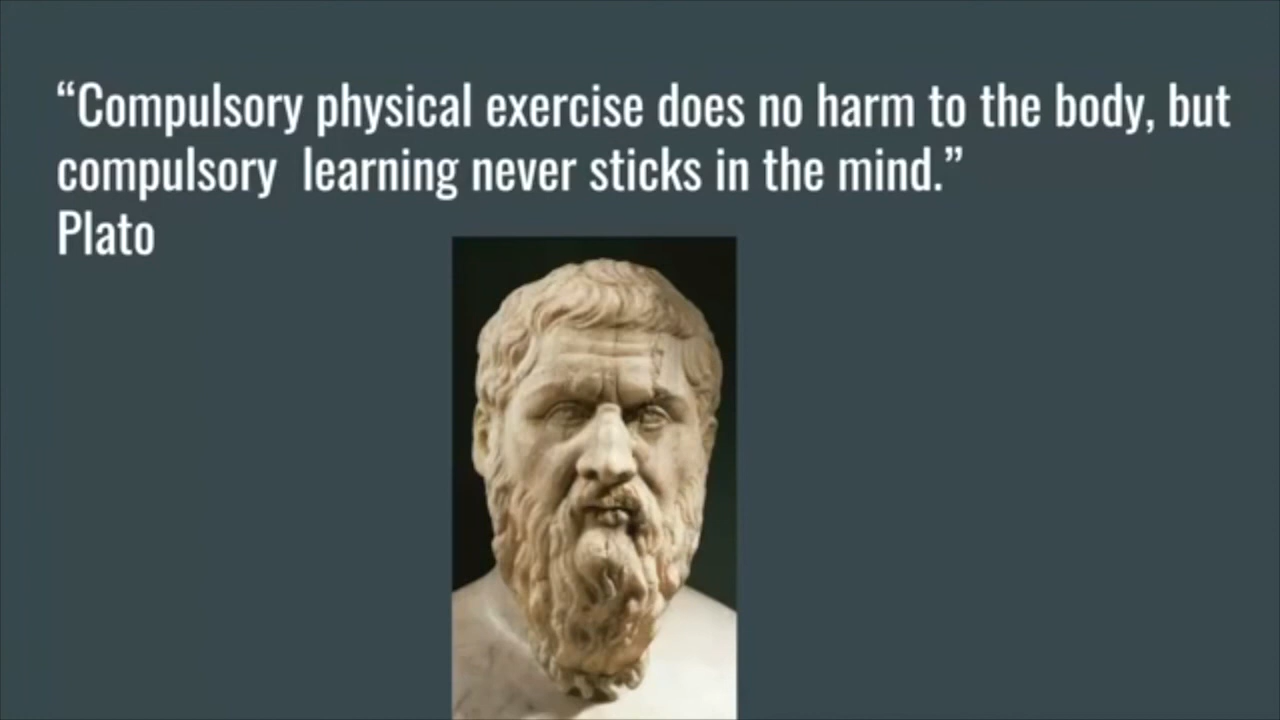 “Compulsory physical exercise does no harm to the body, but
compulsory  learning never sticks in the mind.”
Plato